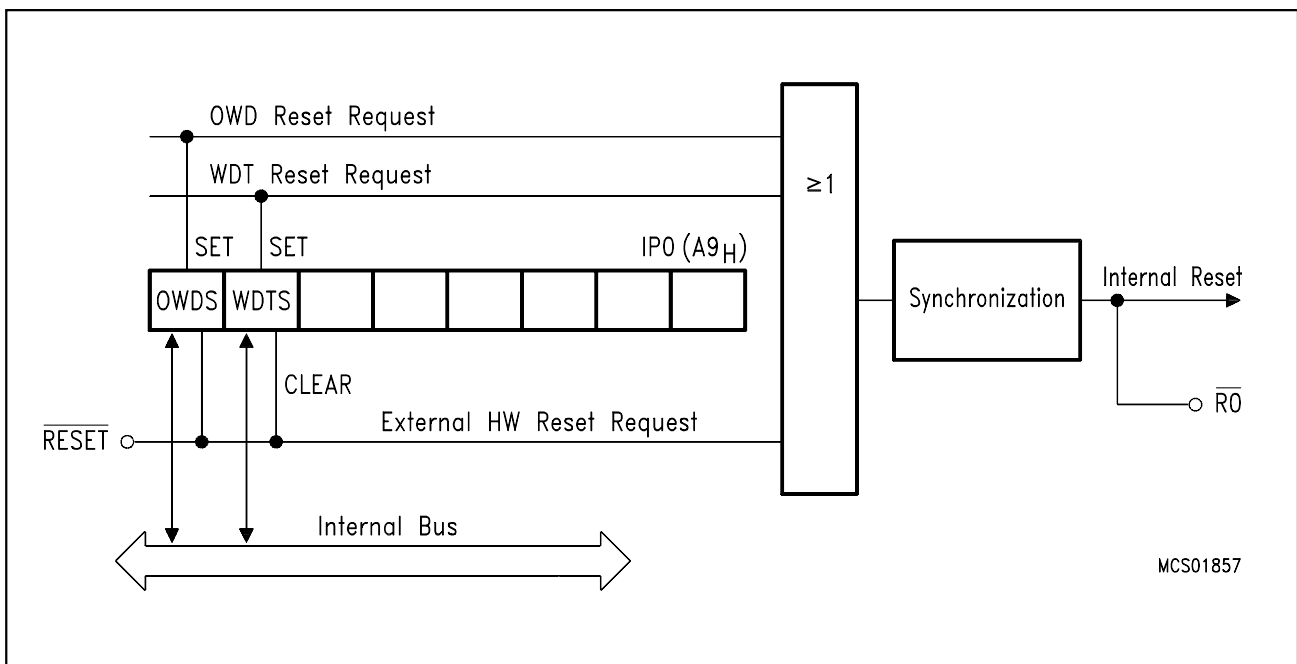 OWD Reset Request
WDT Reset Request
≥1
SET SET IP0 (A9H)
OWDS WDTS
Synchronization
Internal Reset
CLEAR
RESET
External HW Reset Request
RO
Internal Bus
MCS01857